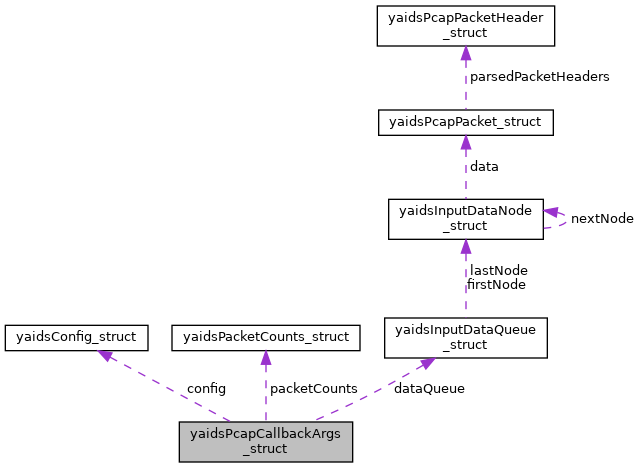 yaidsPcapPacketHeader
_struct
parsedPacketHeaders
yaidsPcapPacket_struct
data
yaidsInputDataNode
_struct
nextNode
lastNode
firstNode
yaidsConfig_struct
yaidsPacketCounts_struct
yaidsInputDataQueue
_struct
config
packetCounts
dataQueue
yaidsPcapCallbackArgs
_struct